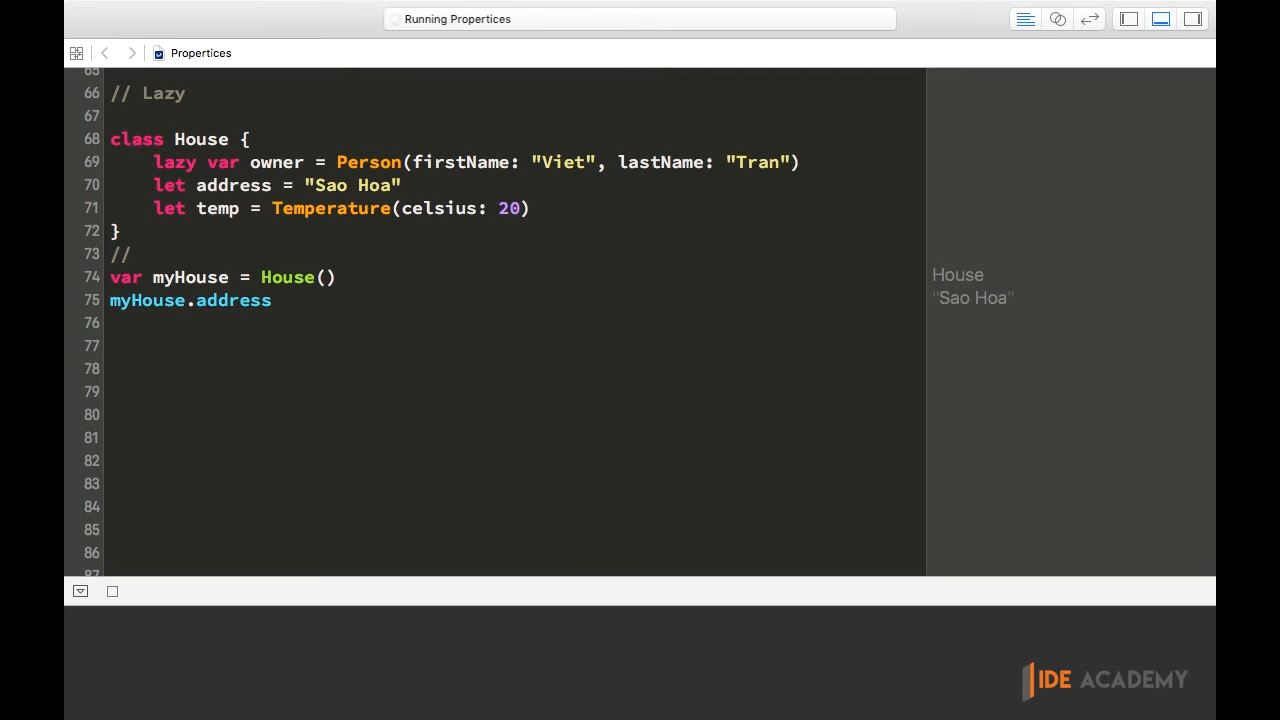 Running Propertices
Propertices
65
66 // Lazy
67
68 class House {
69 lazy var owner = Person(firstName: "Viet", lastName: "Tran")
70 let address = "Sao Hoa"
71 let temp = Temperature(celsius: 20)
72 }
73 //
74 var myHouse = House()
House
75 myHouse.address
"Sao Hoa"
76
77
78
79
80
81
82
83
84
85
86
87
IDE ACADEMY